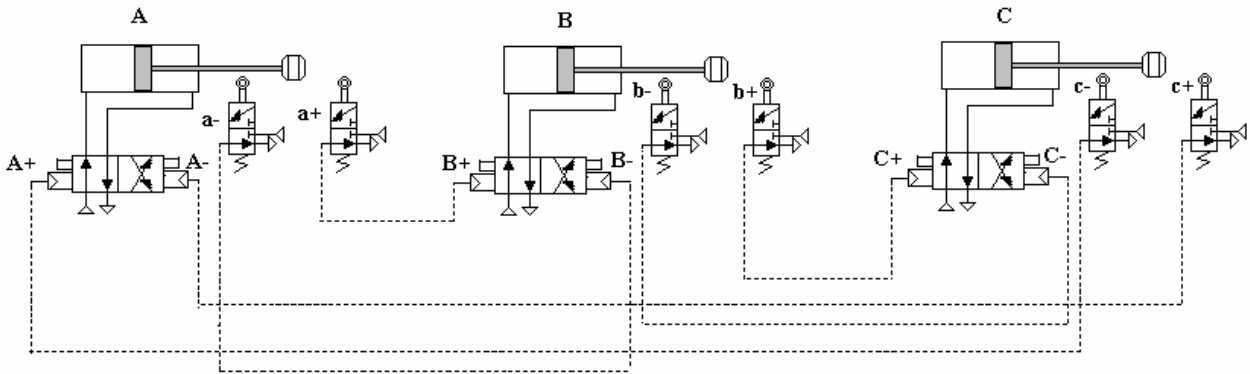 A B C
a- a+ b- b+ c- c+
A+ A- B+ B- C+ C-